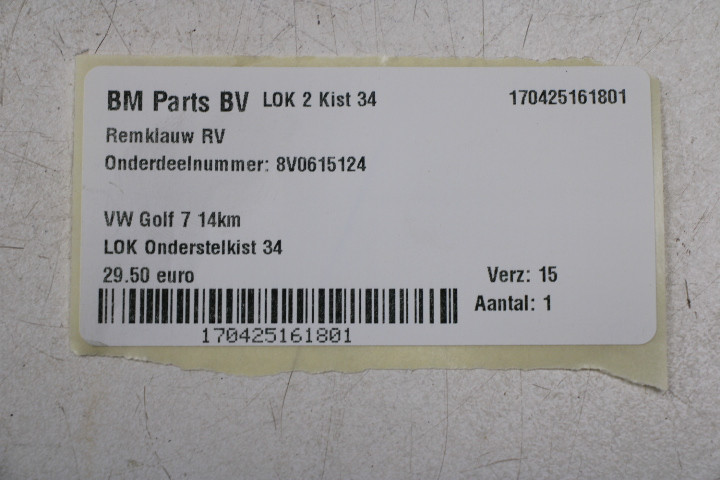 BM Parts BV LOK 2 Kist 34 170425161801
Remklauw RV
Onderdeelnummer: 8V0615124
VW Golf 7 14km
LOK Onderstelkist 34
29.50 euro Verz: 15
Aantal: 1
170425161801